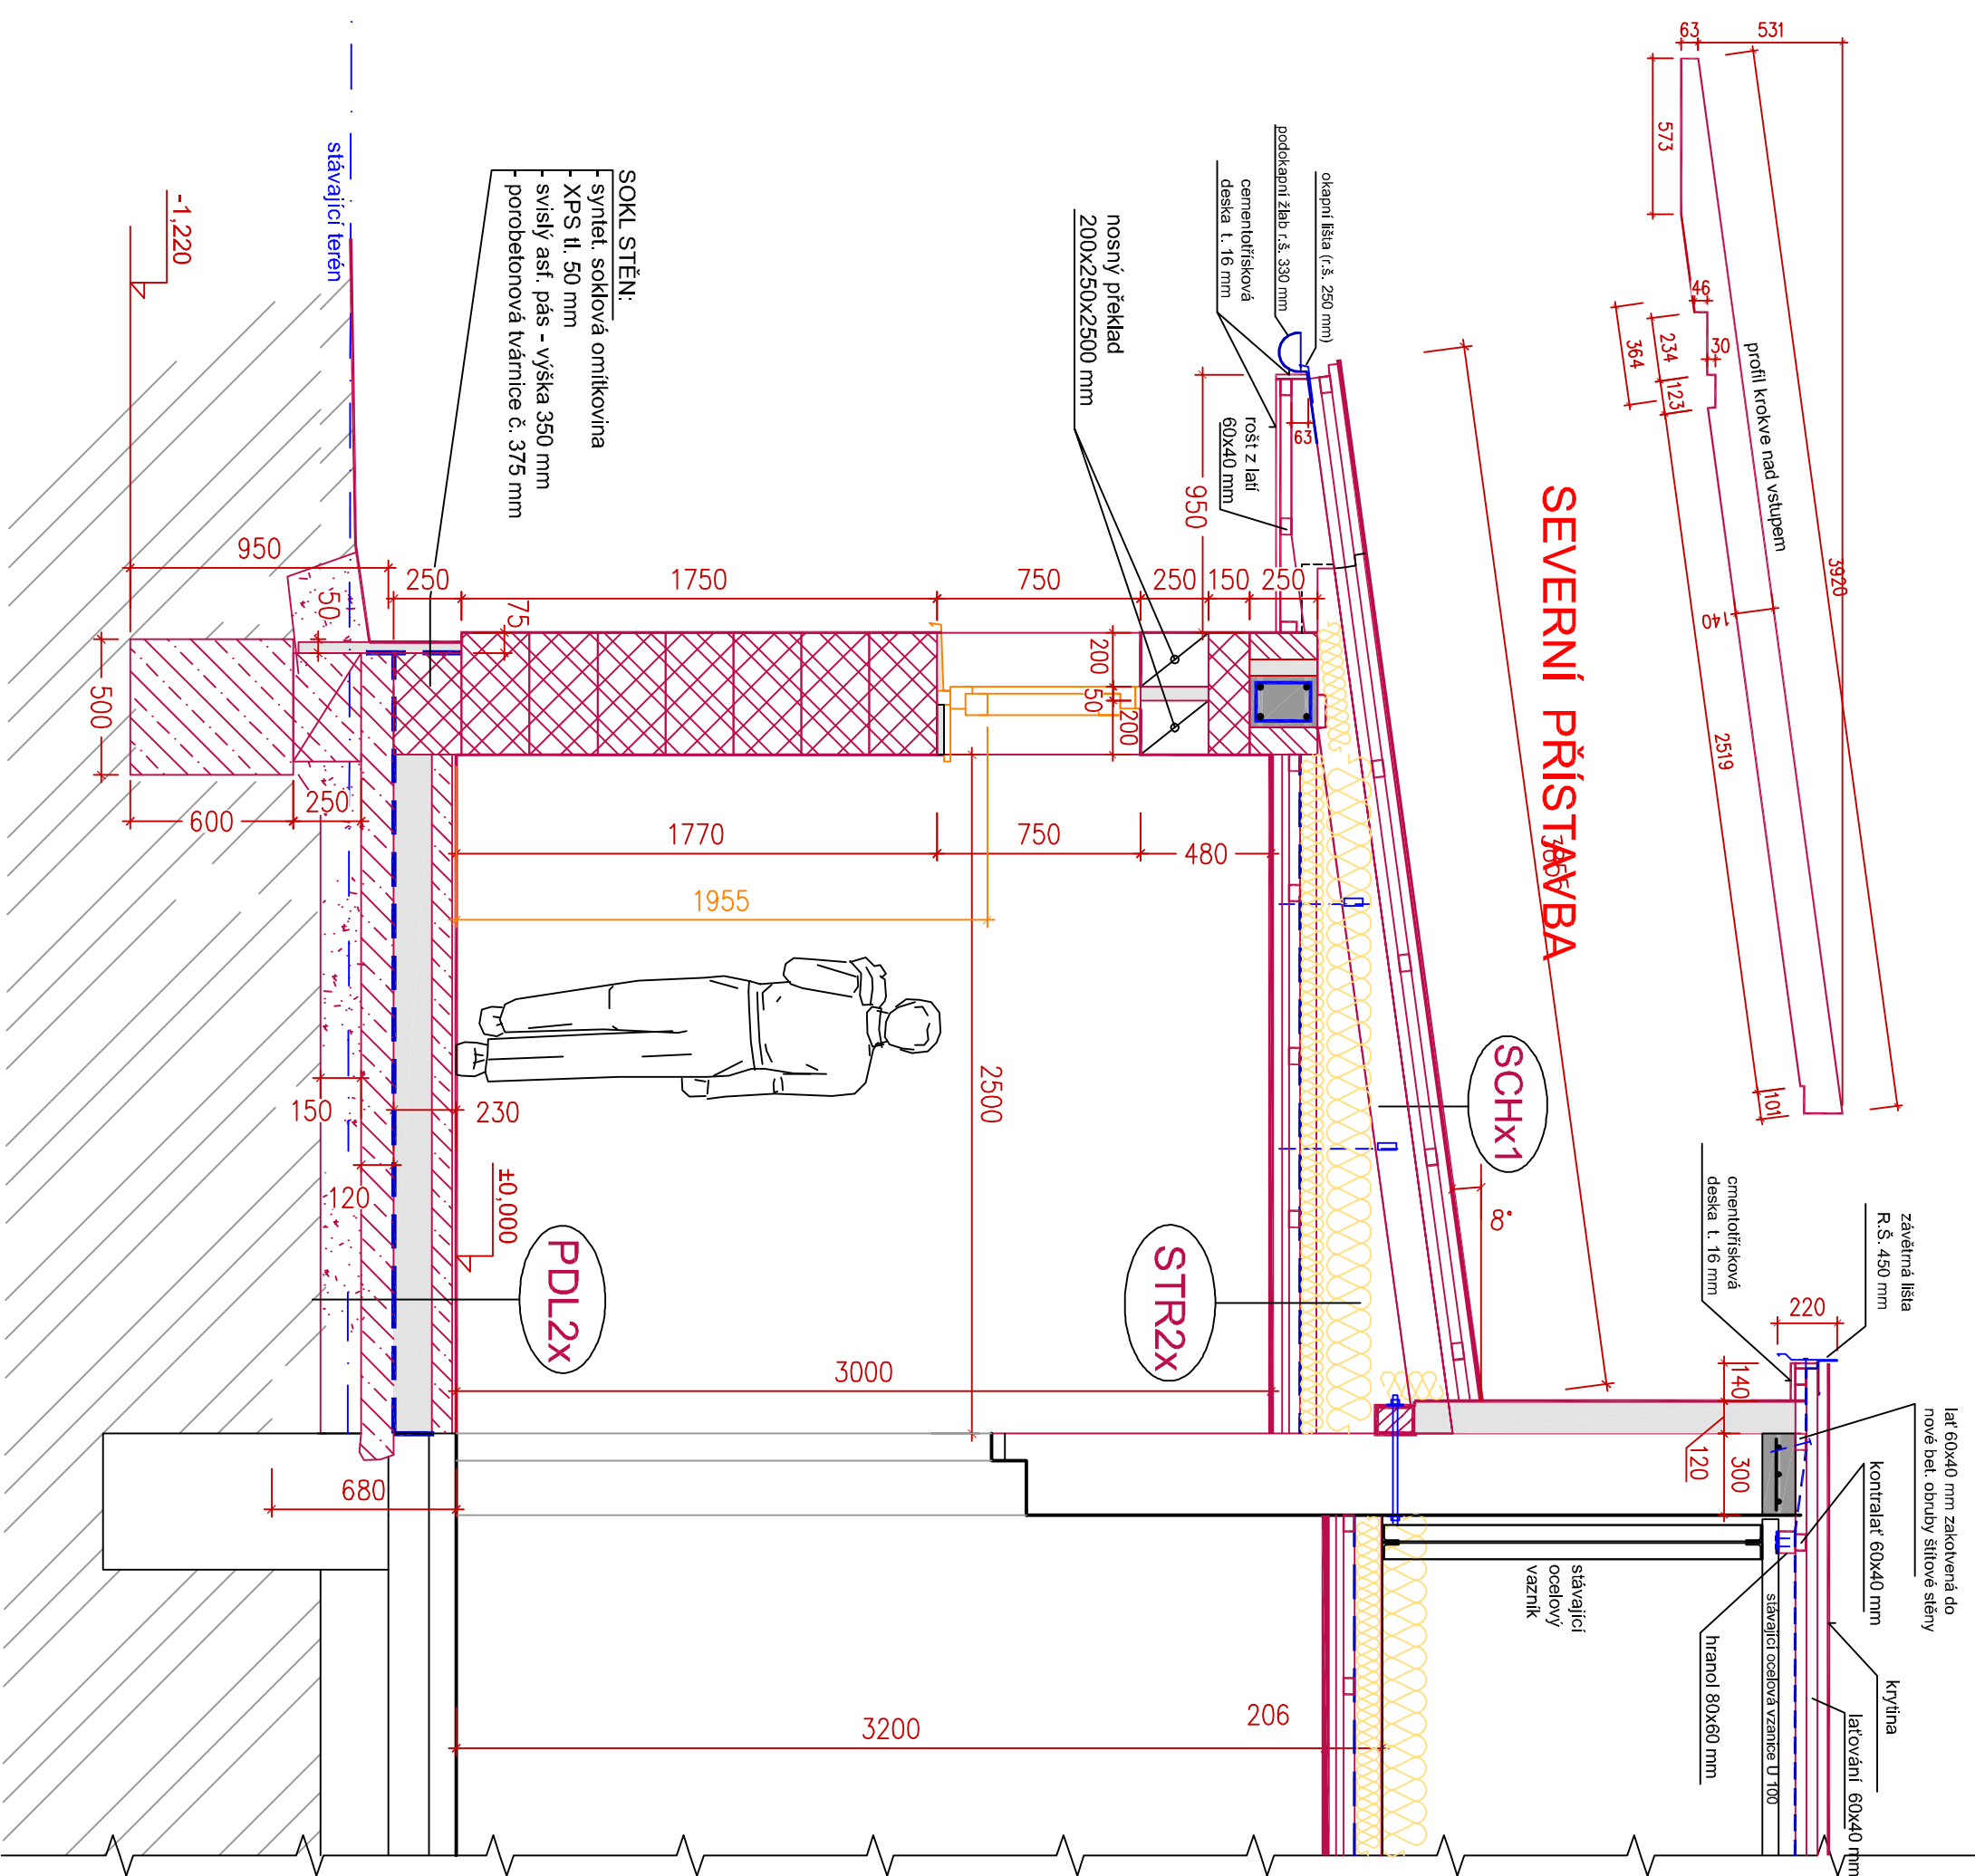 SEVERNÍ PŘÍSTAVBA
63
531
573
46
30
234
364
123
profil krokve nad vstupem
3920
140
2519
101
3855
8°
SCHx1
okapní lišta (r.š. 250 mm)
podokapní žlab r.š. 330 mm
cementotřísková
deska t. 16 mm
rošt z latí
60x40 mm
63
950
nosný překlad
200x250x2500 mm
SOKL STĚN:
- syntet. soklová omítkovina
- XPS tl. 50 mm
- svislý asf. pás - výška 350 mm
- porobetonová tvárnice č. 375 mm
stávající terén
-1,220
950
250
1750
750
250
150
250
50
75
200
50
200
500
600
250
1770
750
480
1955
2500
150
230
120
±0,000
PDL2x
STR2x
3000
680
3200
206
závětrná lišta
R.Š. 450 mm
cmentotřísková
deska t. 16 mm
220
140
120
300
lať 60x40 mm zakotvená do
nové bet. obruby štítové stěny
kontralať 60x40 mm
krytina
laťování 60x40 mm
hranol 80x60 mm
stávající ocelová vzanice U 100
stávající
ocelový
vazník